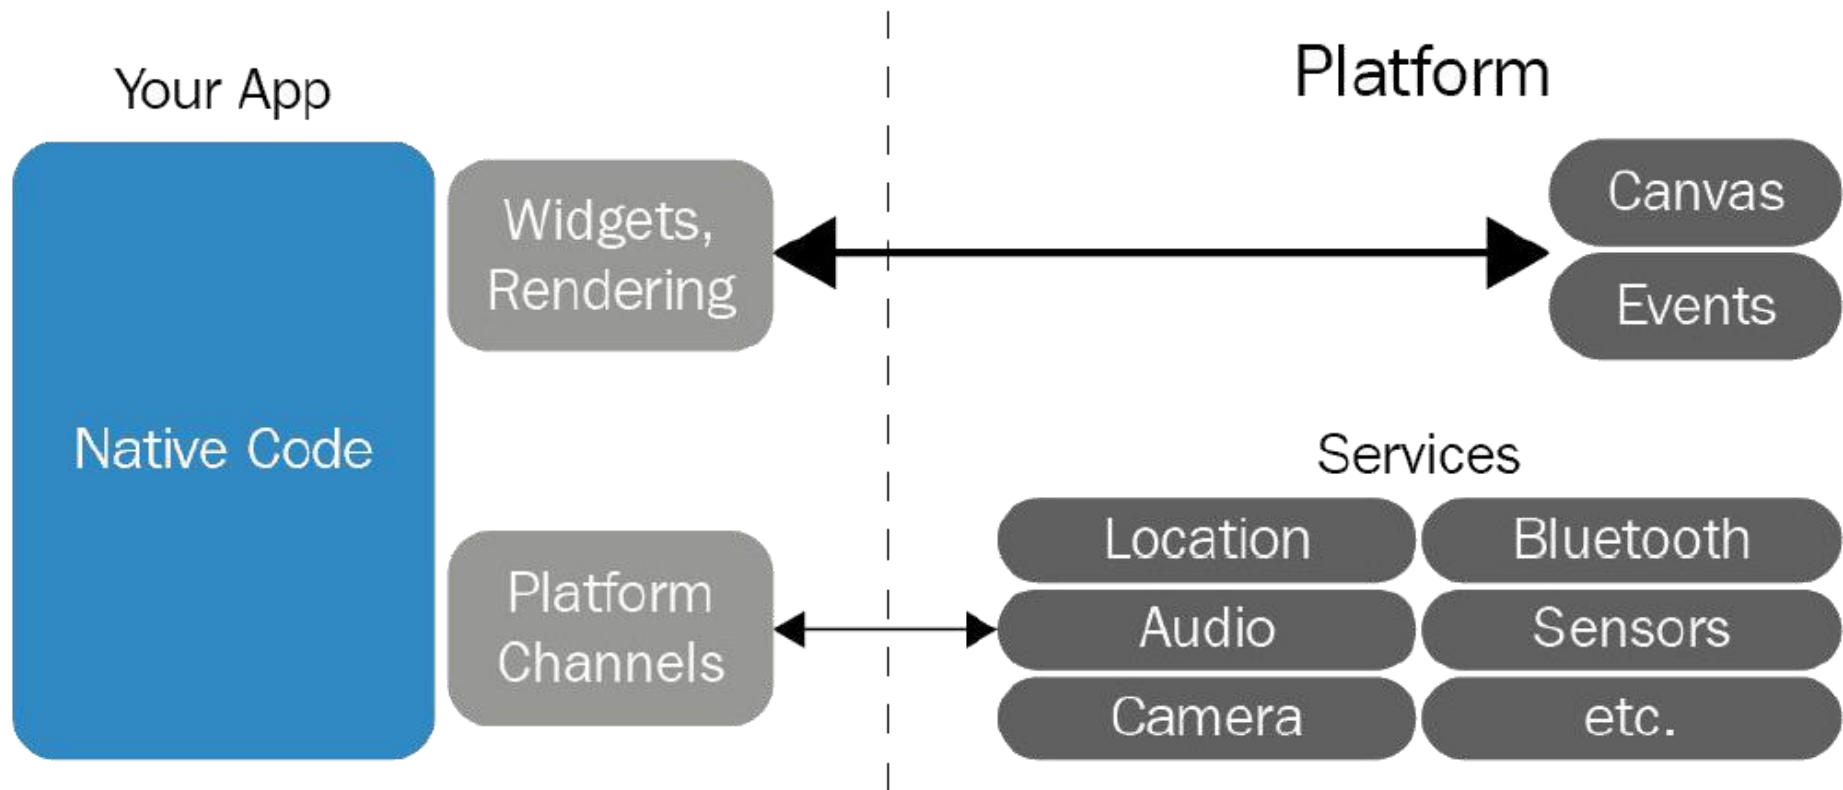 Your App
Platform
Widgets,
Rendering
Canvas
Events
Native Code
Services
Platform
Channels
Location
Bluetooth
Audio
Sensors
Camera
etc.